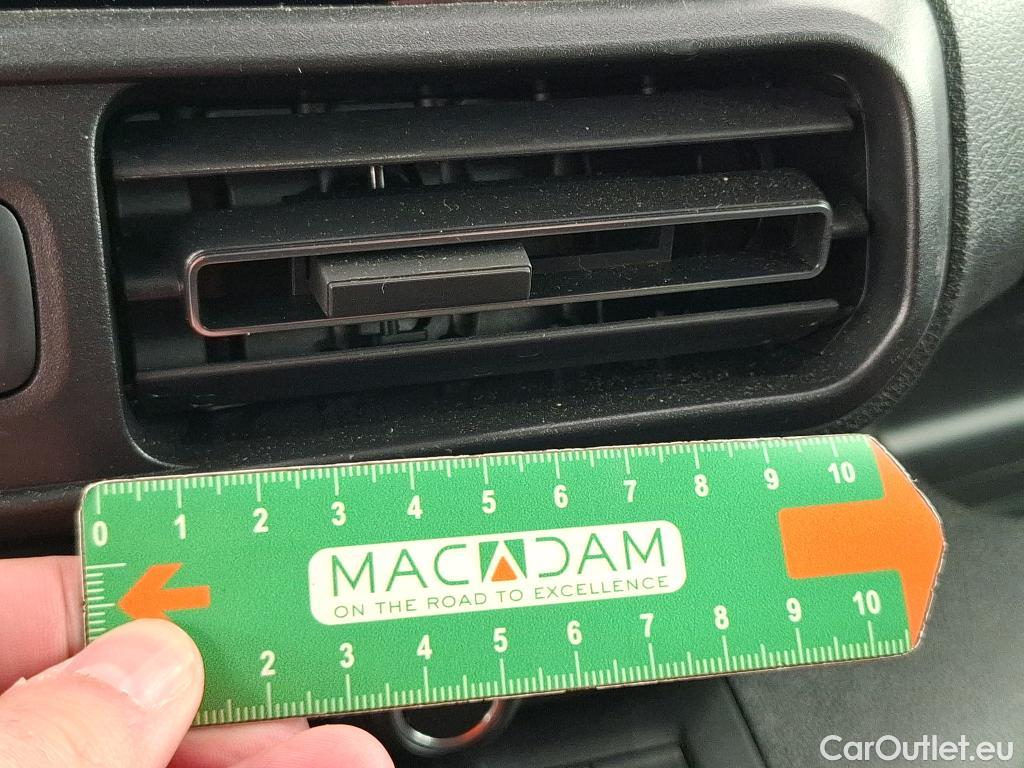 0 1 2 3 4 5 6 7 8 9 10
MACADAM
ON THE ROAD TO EXCELLENCE
2 3 4 5 6 7 8 9 10
CarOutlet.eu